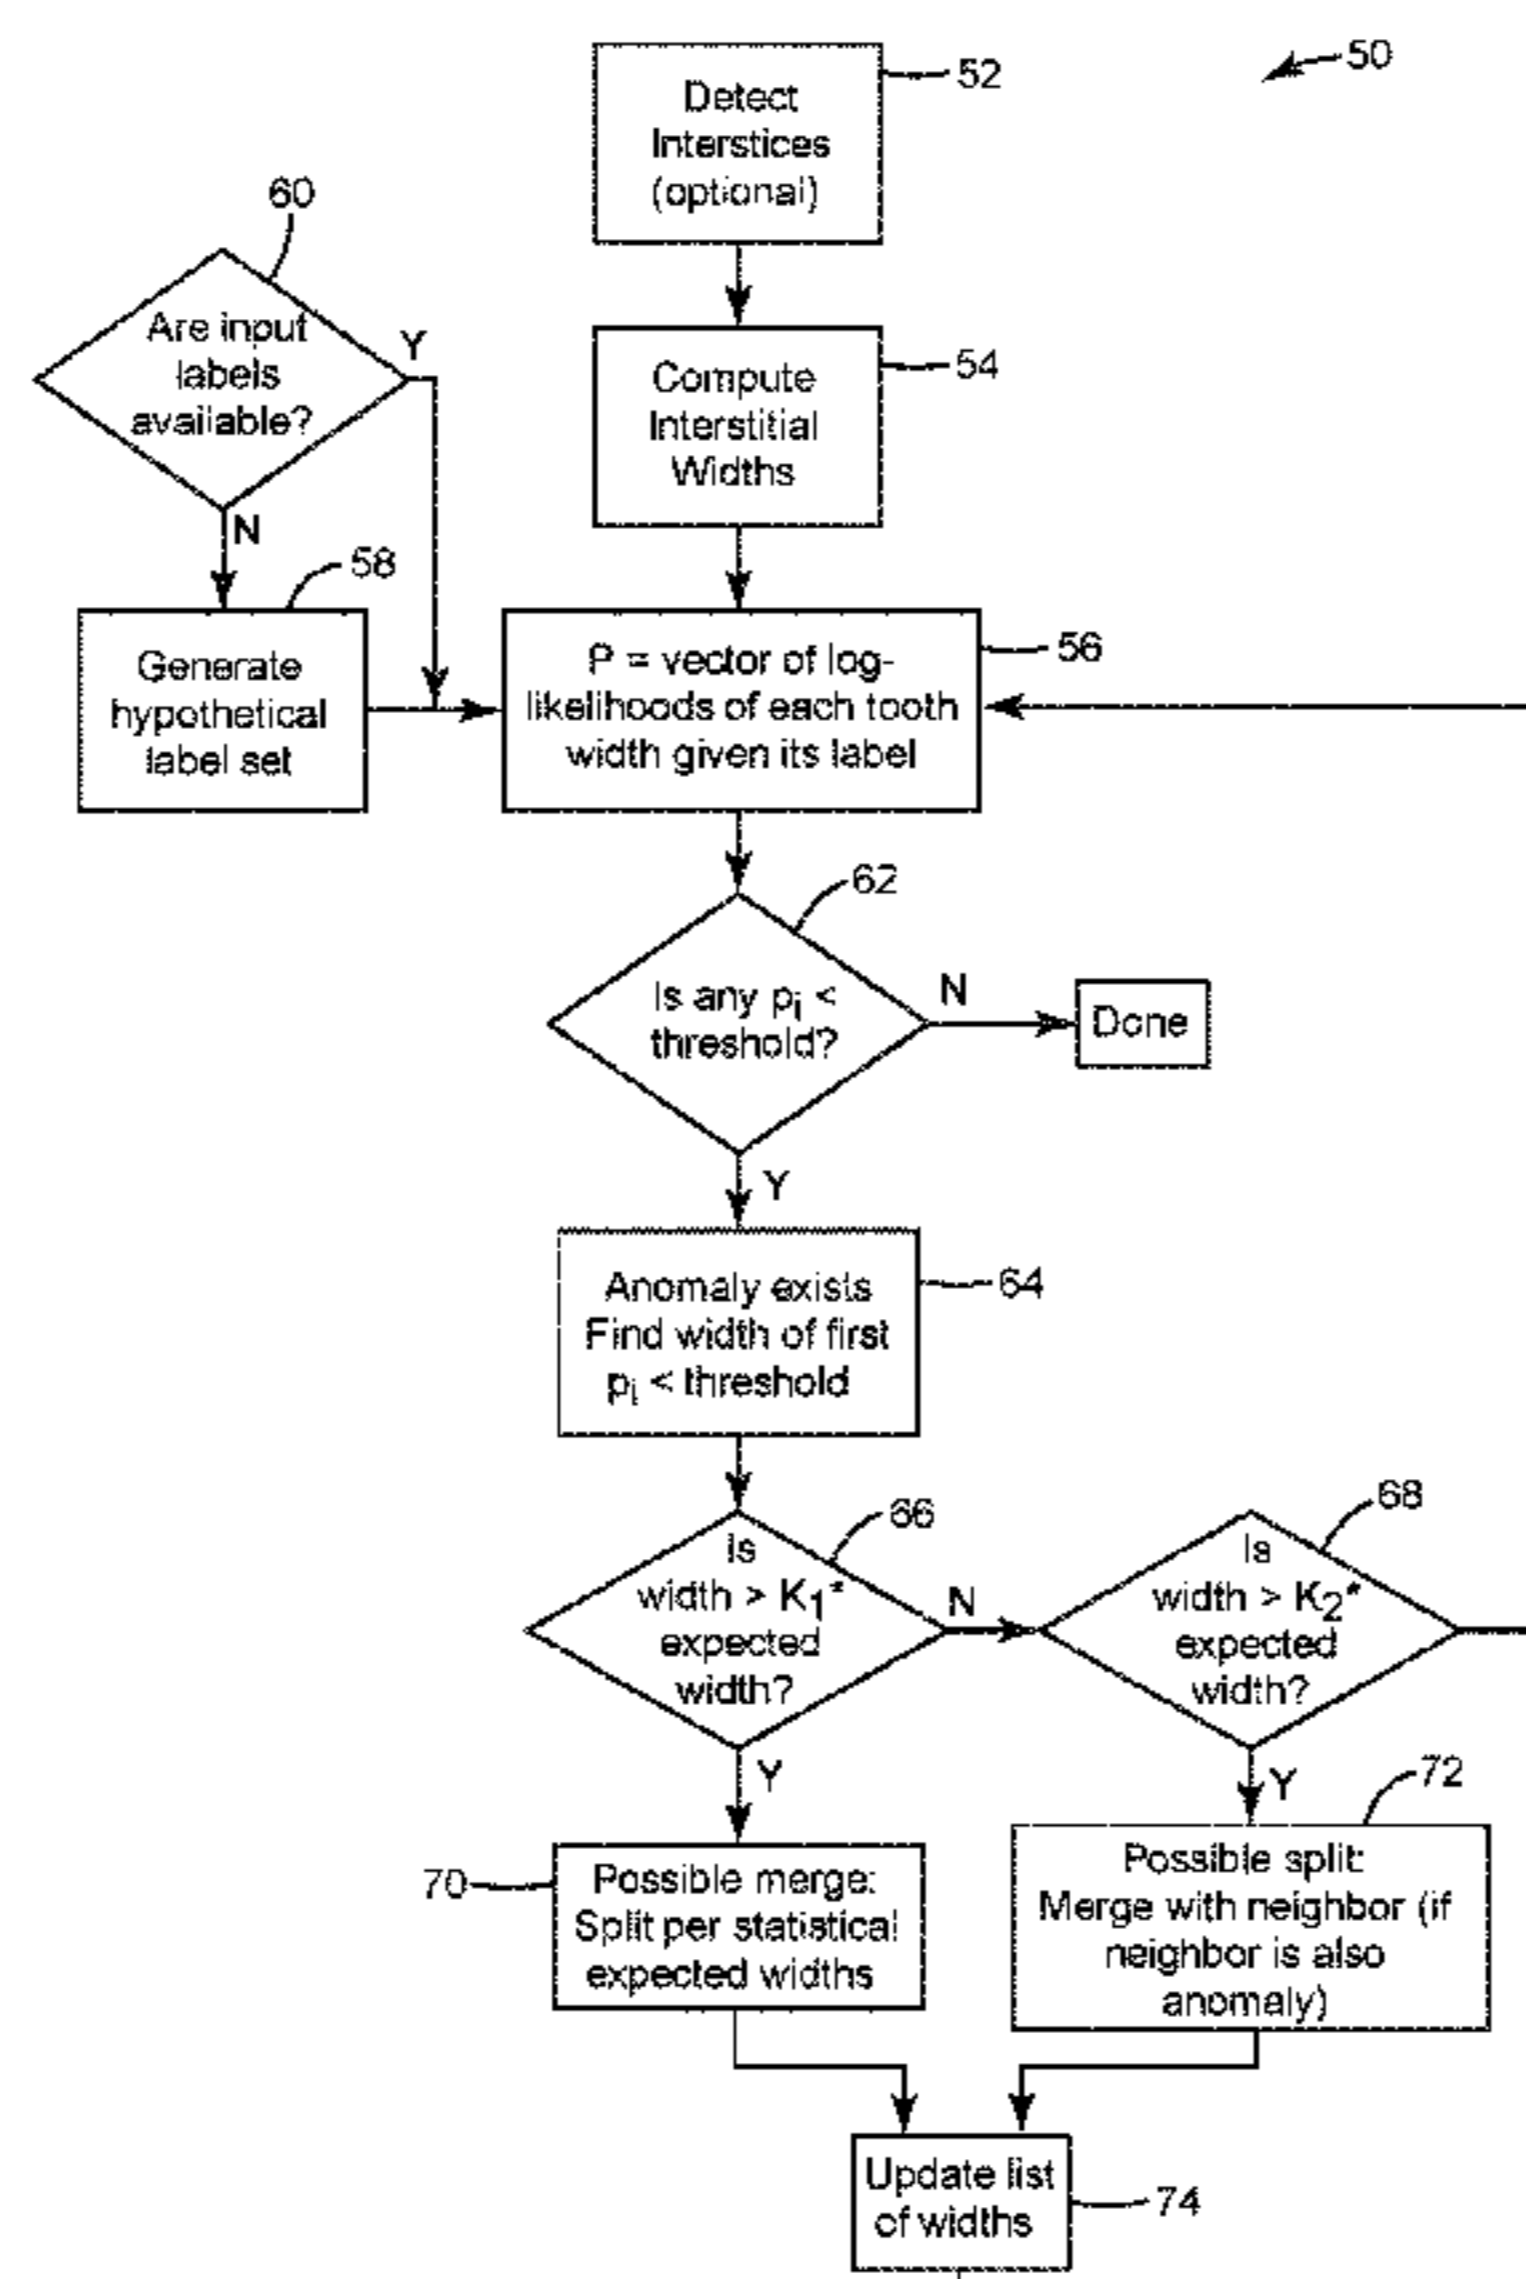 50
52
Detect
Interstices
(optional)
60
Are input
labels
available?
Y
N
54
Compute
Interstitial
Widths
58
Generate
hypothetical
label set
56
P = vector of log-
likelihoods of each tooth
width given its label
62
Is any pi <
threshold?
N
Done
Y
64
Anomaly exists
Find width of first
pi < threshold
66
Is
width > K1*
expected
width?
N
68
Is
width > K2*
expected
width?
Y
Y
70
Possible merge:
Split per statistical
expected widths
72
Possible split:
Merge with neighbor (if
neighbor is also
anomaly)
Update list
of widths
74